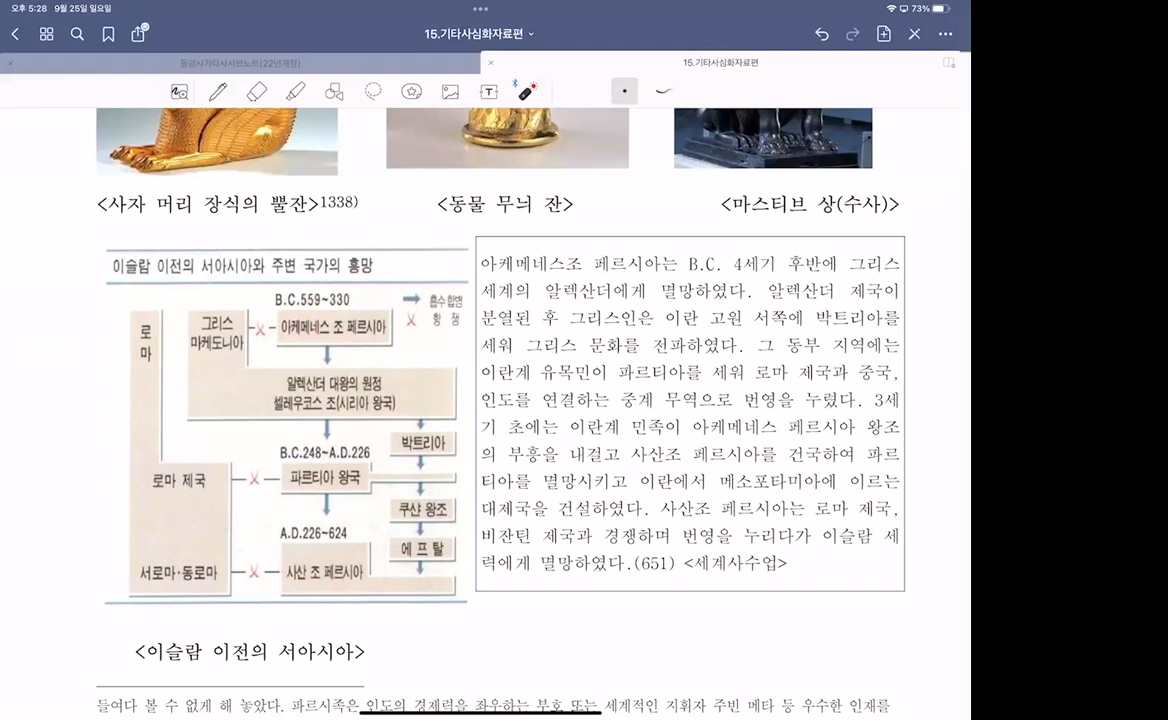 오후 5:28 9월 25일 일요일
73%
15.기타사심화자료편
동양사기타사서브노트(22년개정)
15.기타사심화자료편
<사자 머리 장식의 뿔잔>1338)
<동물 무늬 잔>
<마스티브 상(수사)>
이슬람 이전의 서아시아와 주변 국가의 흥망
B.C.559~330
흡수 합병
항 쟁
로마
그리스
마케도니아
아케메네스 조 페르시아
알렉산더 대왕의 원정
셀레우코스 조(시리아 왕국)
B.C.248~A.D.226
박트리아
로마 제국
파르티아 왕국
쿠샨 왕조
A.D.226~624
에 프 탈
서로마·동로마
사산 조 페르시아
아케메네스조 페르시아는 B.C. 4세기 후반에 그리스
세계의 알렉산더에게 멸망하였다. 알렉산더 제국이
분열된 후 그리스인은 이란 고원 서쪽에 박트리아를
세워 그리스 문화를 전파하였다. 그 동부 지역에는
이란계 유목민이 파르티아를 세워 로마 제국과 중국,
인도를 연결하는 중계 무역으로 번영을 누렸다. 3세
기 초에는 이란계 민족이 아케메네스 페르시아 왕조
의 부흥을 내걸고 사산조 페르시아를 건국하여 파르
티아를 멸망시키고 이란에서 메소포타미아에 이르는
대제국을 건설하였다. 사산조 페르시아는 로마 제국,
비잔틴 제국과 경쟁하며 번영을 누리다가 이슬람 세
력에게 멸망하였다.(651) <세계사수업>
<이슬람 이전의 서아시아>
들여다 볼 수 없게 해 놓았다. 파르시족은 인도의 경제력을 좌우하는 부호 또는 세계적인 지휘자 주빈 메타 등 우수한 인재를